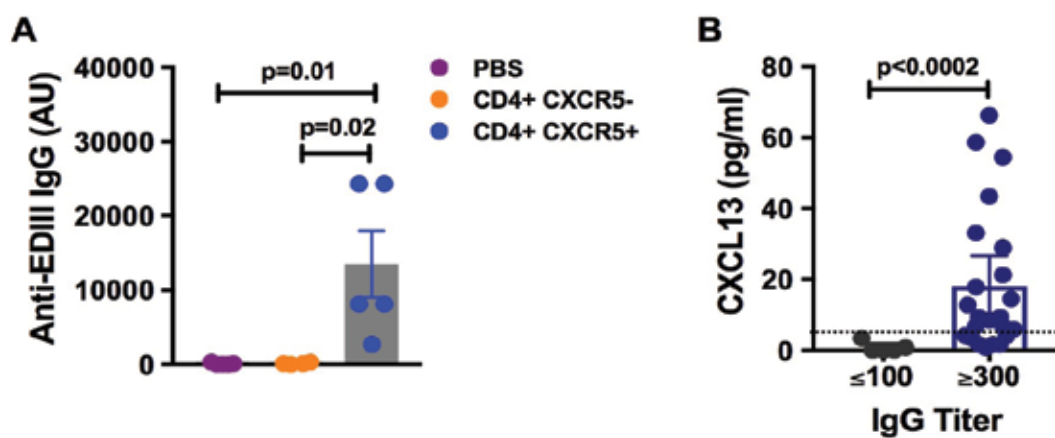 A
Anti-EDIII IgG (AU)
40000
30000
20000
10000
0
p=0.01
p=0.02
PBS
CD4+ CXCR5-
CD4+ CXCR5+
B
CXCL13 (pg/ml)
80
60
40
20
0
p<0.0002
≤100
≥300
IgG Titer